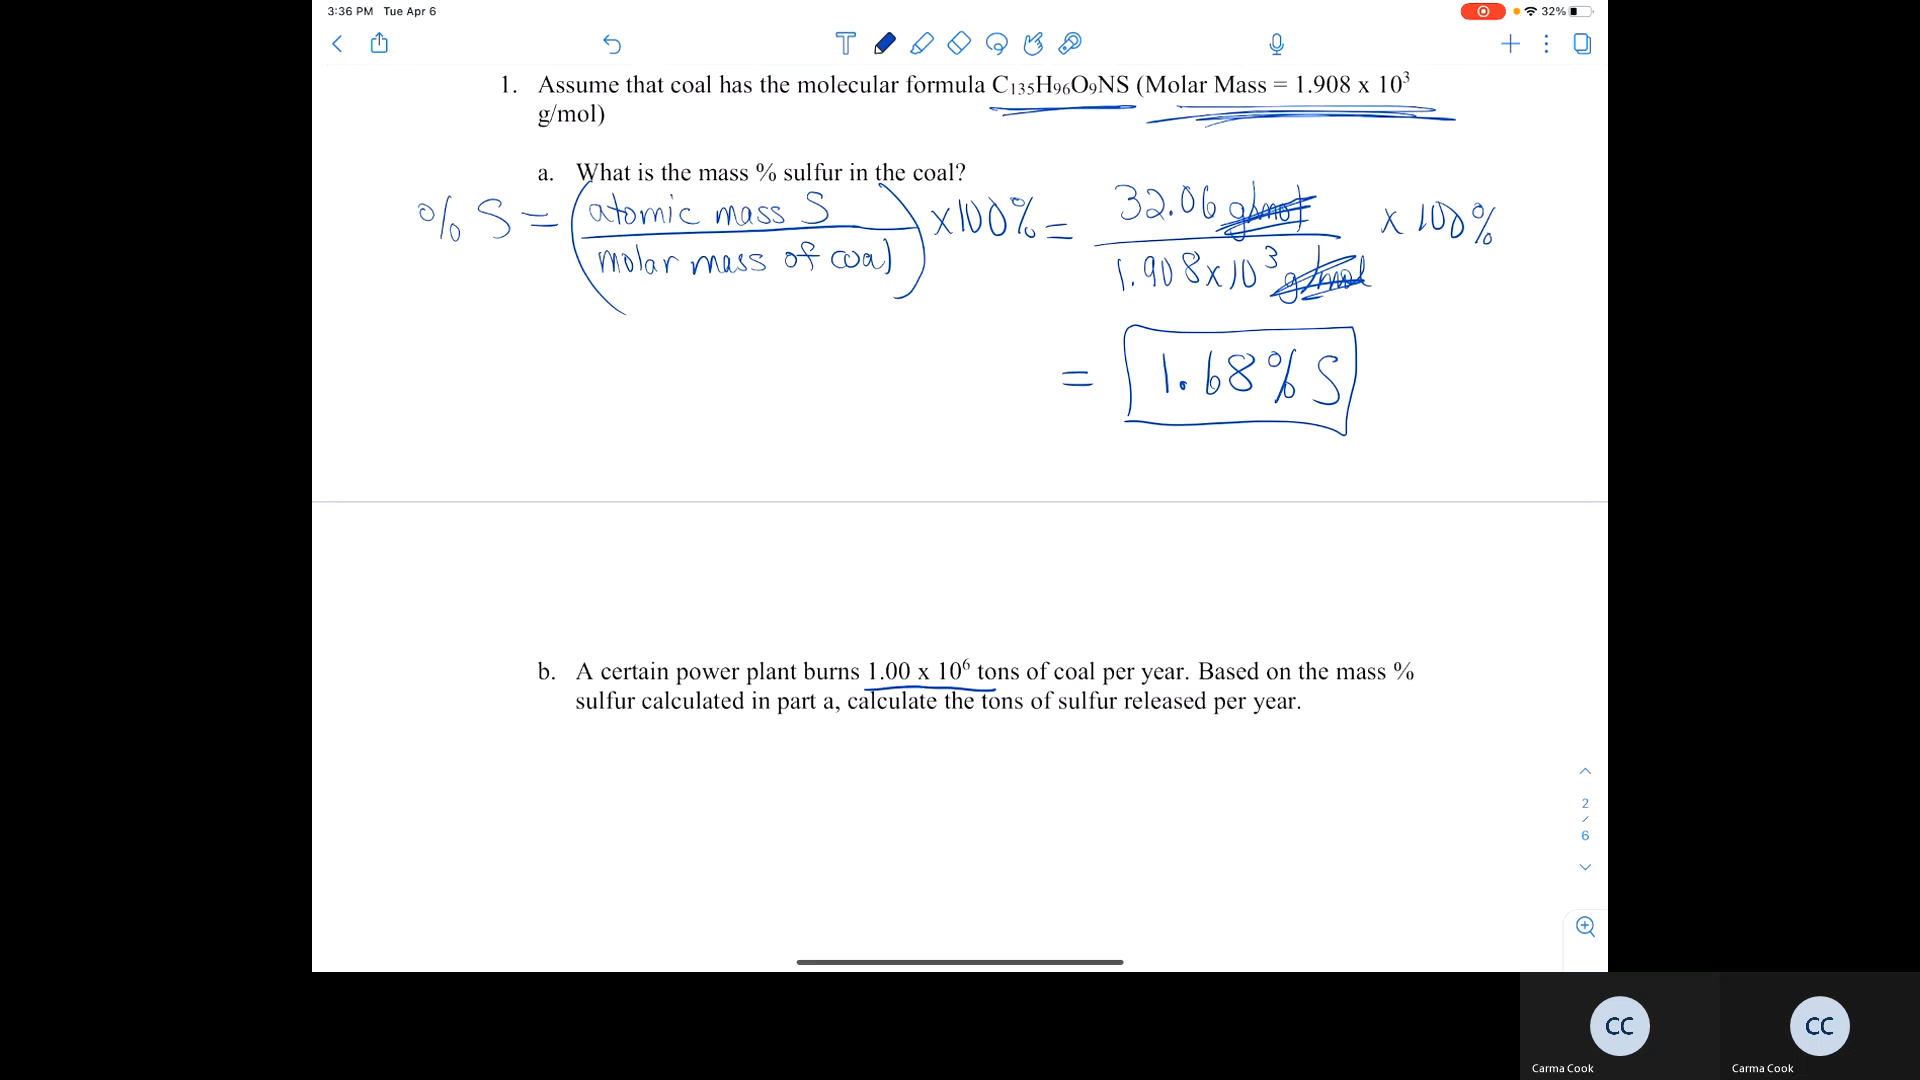 3:36 PM Tue Apr 6
32%
1. Assume that coal has the molecular formula C₁₃₅H₉₆O₉NS (Molar Mass = 1.908 x 10³
g/mol)
a. What is the mass % sulfur in the coal?
% S = (atomic mass S / molar mass of coal) x100% = 32.06 g/mol / 1.908x10³ g/mol x 100%
= 1.68% S
b. A certain power plant burns 1.00 x 10⁶ tons of coal per year. Based on the mass %
sulfur calculated in part a, calculate the tons of sulfur released per year.
2
/
6
CC
CC
Carma Cook
Carma Cook